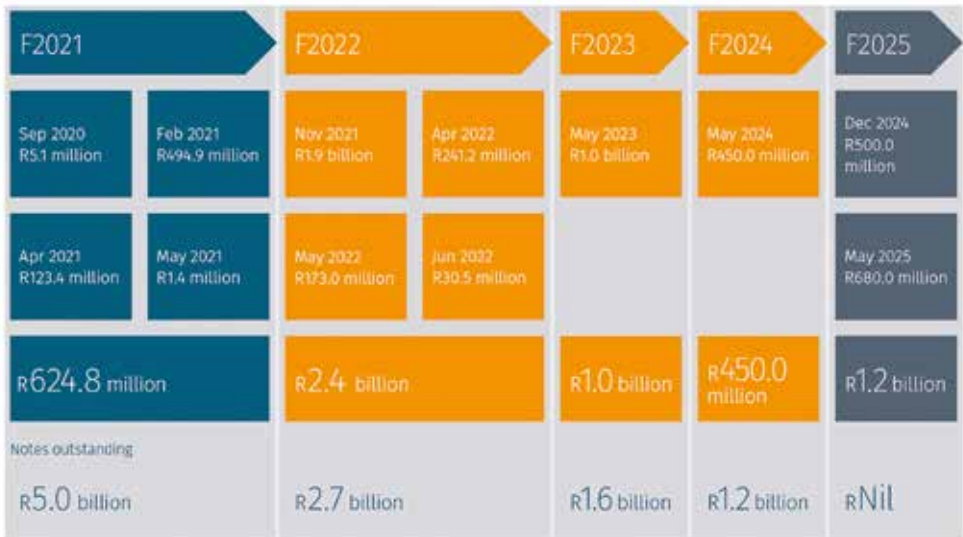 F2021
F2022
F2023
F2024
F2025
Sep 2020
R5.1 million
Feb 2021
R494.9 million
Nov 2021
R1.9 billion
Apr 2022
R241.2 million
May 2023
R1.0 billion
May 2024
R450.0 million
Dec 2024
R500.0
million
Apr 2021
R123.4 million
May 2021
R1.4 million
May 2022
R173.0 million
Jun 2022
R30.5 million
May 2025
R680.0 million
R624.8 million
R2.4 billion
R1.0 billion
R450.0
million
R1.2 billion
Notes outstanding
R5.0 billion
R2.7 billion
R1.6 billion
R1.2 billion
RNil